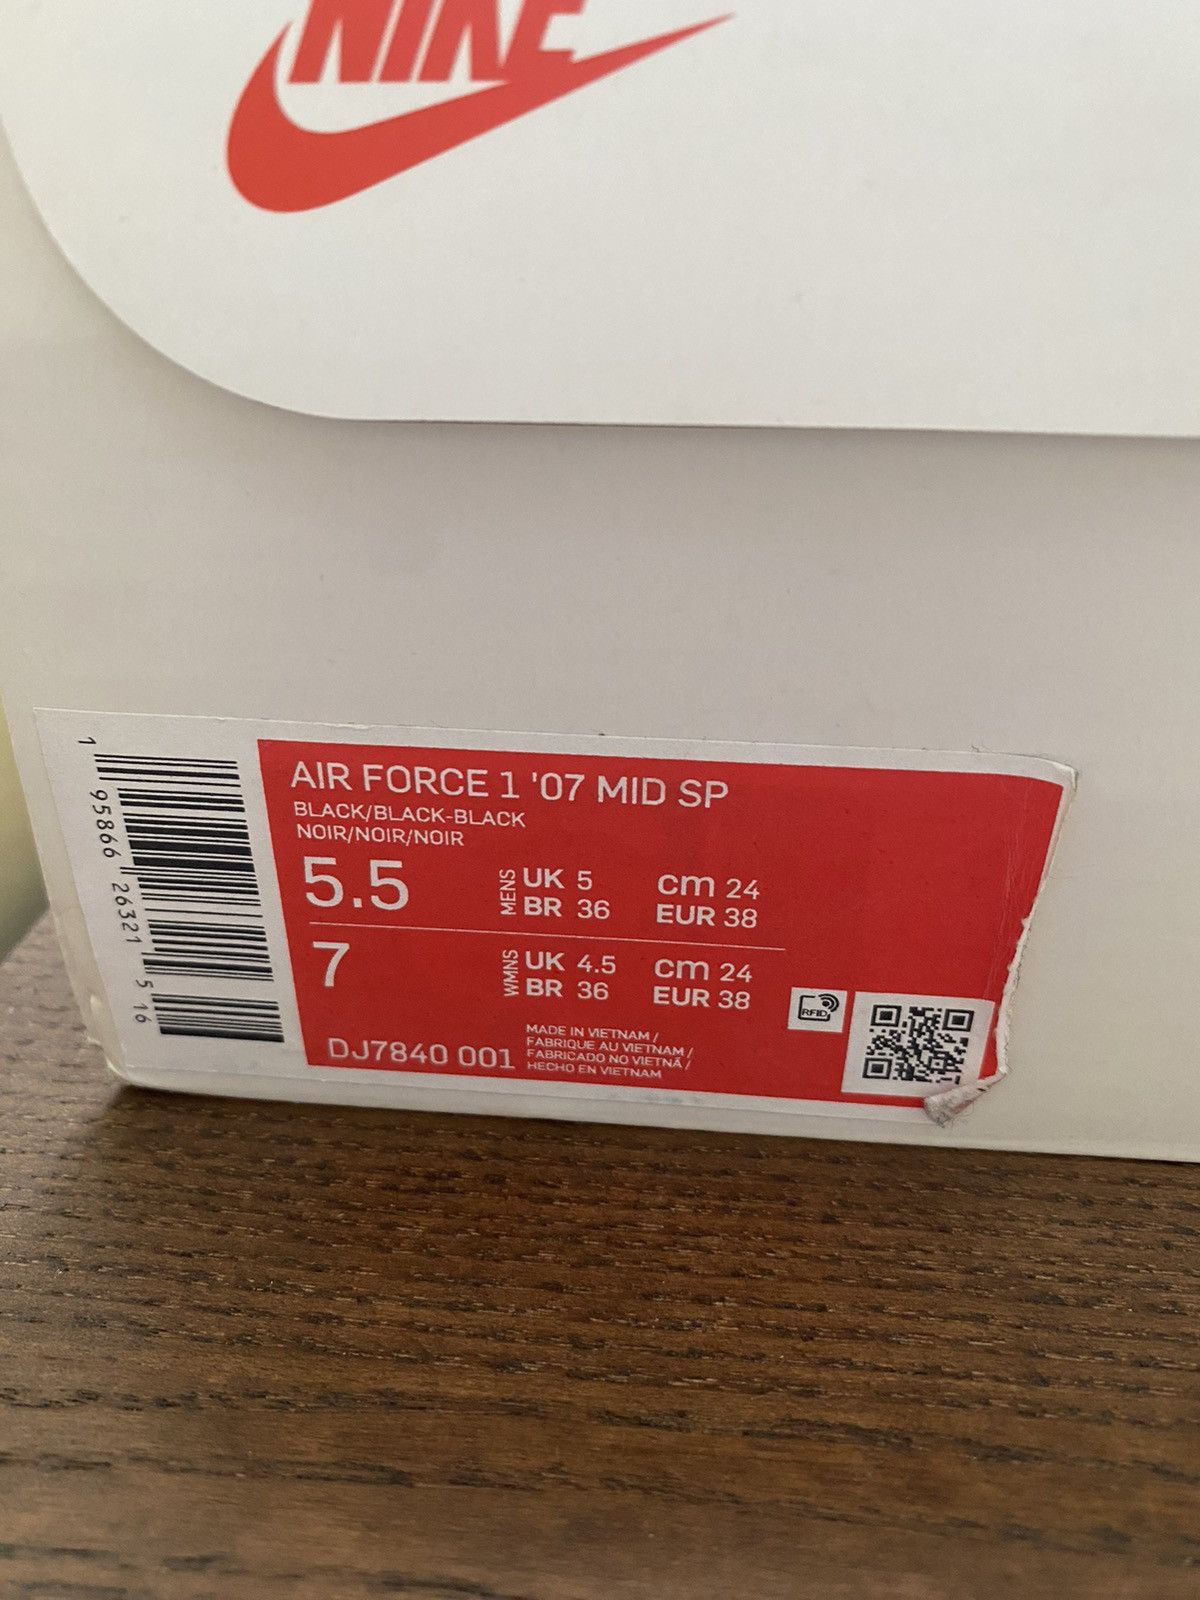 NIKE
AIR FORCE 1 '07 MID SP
BLACK/BLACK-BLACK
NOIR/NOIR/NOIR
5.5 MENS UK 5 cm 24
BR 36 EUR 38
7 WMNS UK 4.5 cm 24
BR 36 EUR 38
RFID
DJ7840 001
MADE IN VIETNAM /
FABRIQUE AU VIETNAM /
FABRICADO NO VIETNÃ /
HECHO EN VIETNAM
1 95866 26321 5 16